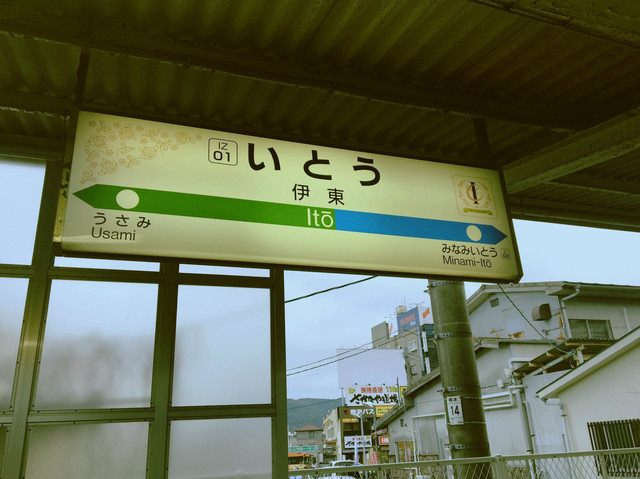 IZ
01
いとう
伊東
Itō
うさみ
Usami
みなみいとう
Minami-Itō
I
14